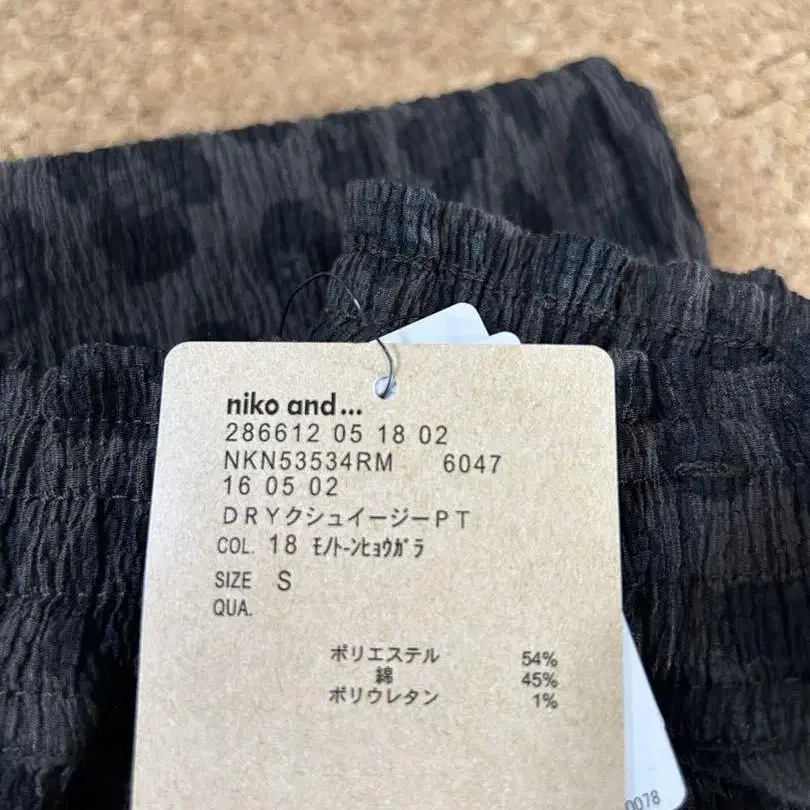 niko and...
286612 05 18 02
NKN53534RM 6047
16 05 02
ＤＲＹクシュイージーＰＴ
COL. 18 ﾓﾉﾄｰﾝﾋｮｳｶﾞﾗ
SIZE S
QUA.
ポリエステル 54%
綿 45%
ポリウレタン 1%
0078